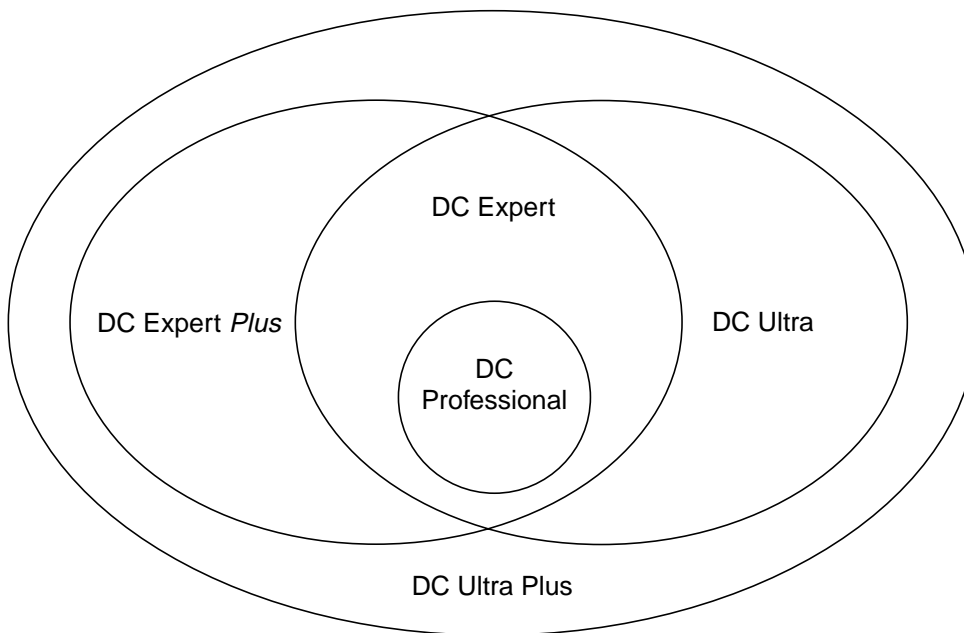 DC Expert
DC Expert Plus
DC Ultra
DC
Professional
DC Ultra Plus